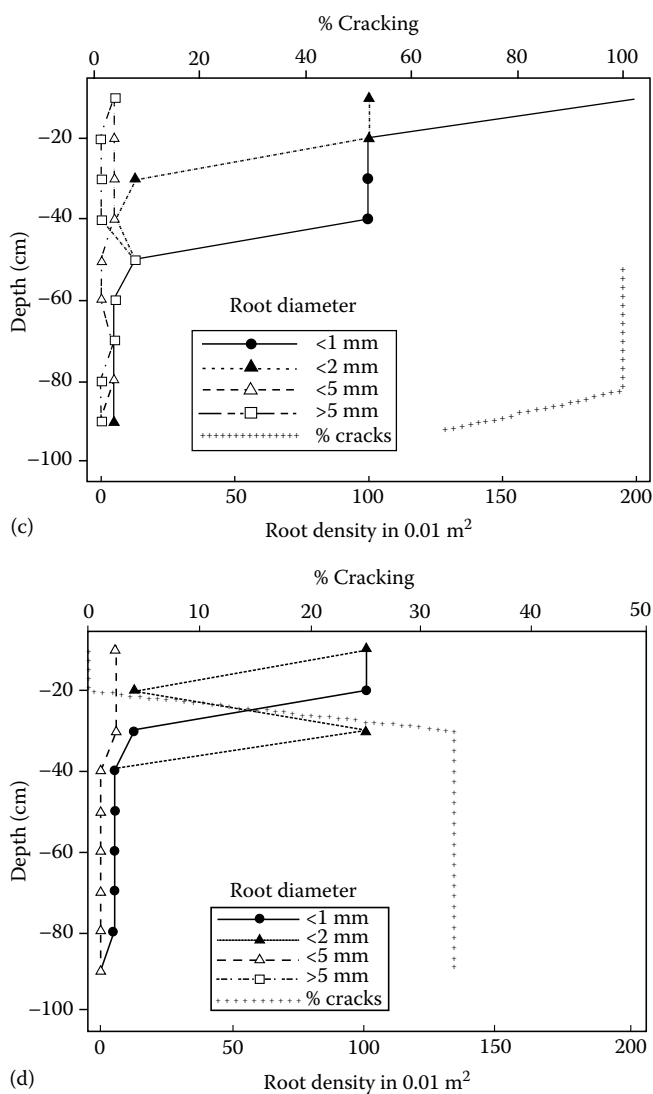 % Cracking
0 20 40 60 80 100
−20
−40
−60
−80
−100
Depth (cm)
Root diameter
<1 mm
<2 mm
<5 mm
>5 mm
% cracks
0 50 100 150 200
(c)
Root density in 0.01 m²
% Cracking
0 10 20 30 40 50
−20
−40
−60
−80
−100
Depth (cm)
Root diameter
<1 mm
<2 mm
<5 mm
>5 mm
% cracks
0 50 100 150 200
(d)
Root density in 0.01 m²